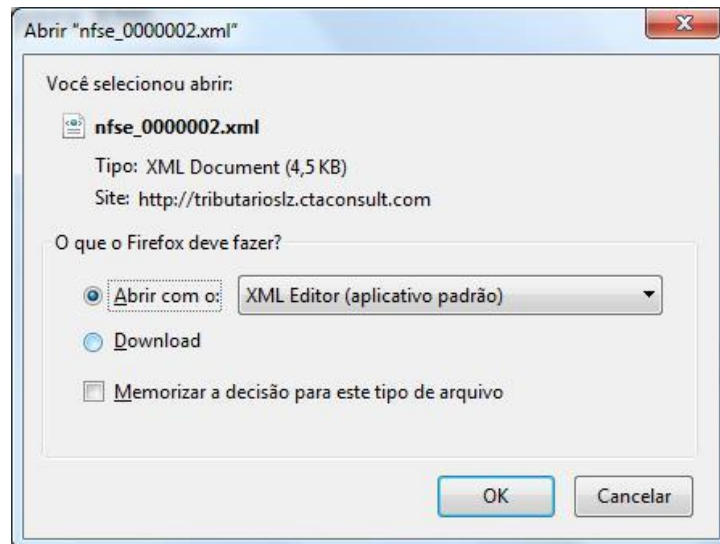 Abrir "nfse_0000002.xml"
Você selecionou abrir:
nfse_0000002.xml
Tipo: XML Document (4,5 KB)
Site: http://tributarioslz.ctaconsult.com
O que o Firefox deve fazer?
Abrir com o: XML Editor (aplicativo padrão)
Download
Memorizar a decisão para este tipo de arquivo
OK Cancelar